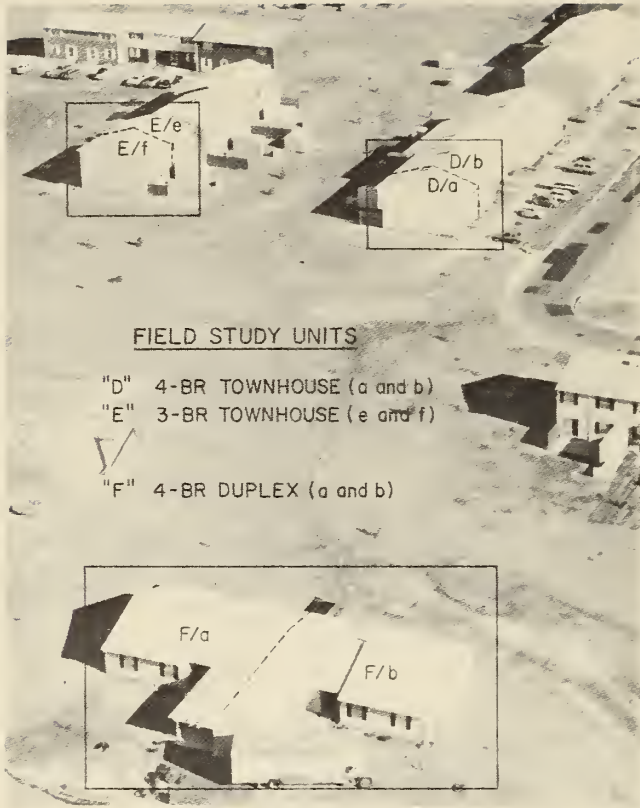 E/e
E/f
D/b
D/a
FIELD STUDY UNITS
"D" 4-BR TOWNHOUSE (a and b)
"E" 3-BR TOWNHOUSE (e and f)
"F" 4-BR DUPLEX (a and b)
F/a
F/b